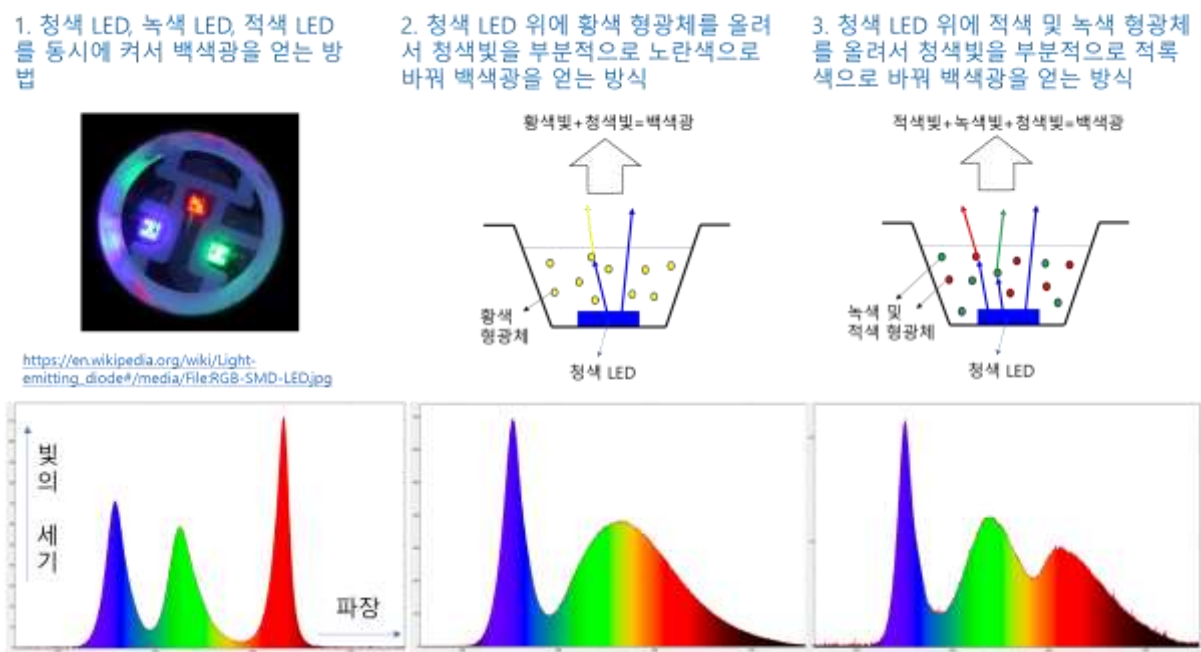 1. 청색 LED, 녹색 LED, 적색 LED
를 동시에 켜서 백색광을 얻는 방
법
https://en.wikipedia.org/wiki/Light-
emitting_diode#/media/File:RGB-SMD-LED.jpg
2. 청색 LED 위에 황색 형광체를 올려
서 청색빛을 부분적으로 노란색으로
바꿔 백색광을 얻는 방식
황색빛+청색빛=백색광
황색
형광체
청색 LED
3. 청색 LED 위에 적색 및 녹색 형광체
를 올려서 청색빛을 부분적으로 적록
색으로 바꿔 백색광을 얻는 방식
적색빛+녹색빛+청색빛=백색광
녹색 및
적색 형광체
청색 LED
빛의 세기
파장